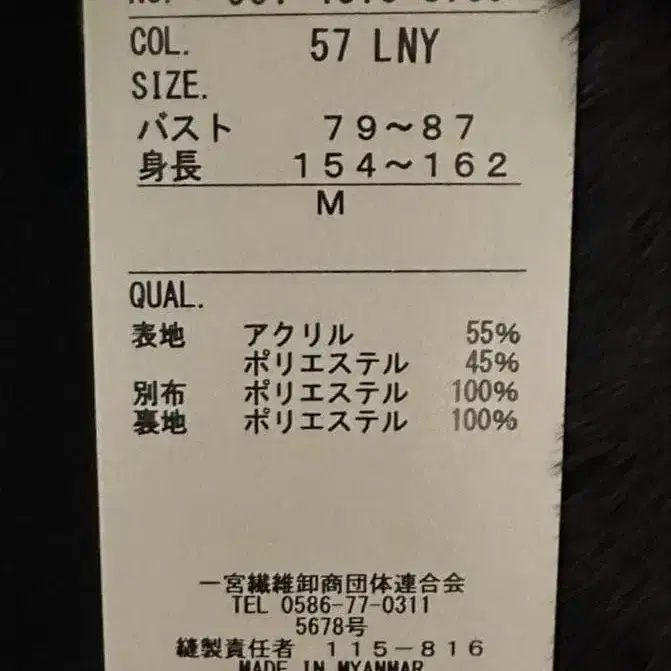 COL. 57 LNY
SIZE.
バスト 79～87
身長 154～162
M
QUAL.
表地 アクリル 55%
ポリエステル 45%
別布 ポリエステル 100%
裏地 ポリエステル 100%
一宮繊維卸商団体連合会
TEL 0586-77-0311
5678号
縫製責任者 115-816
MADE IN MYANMAR